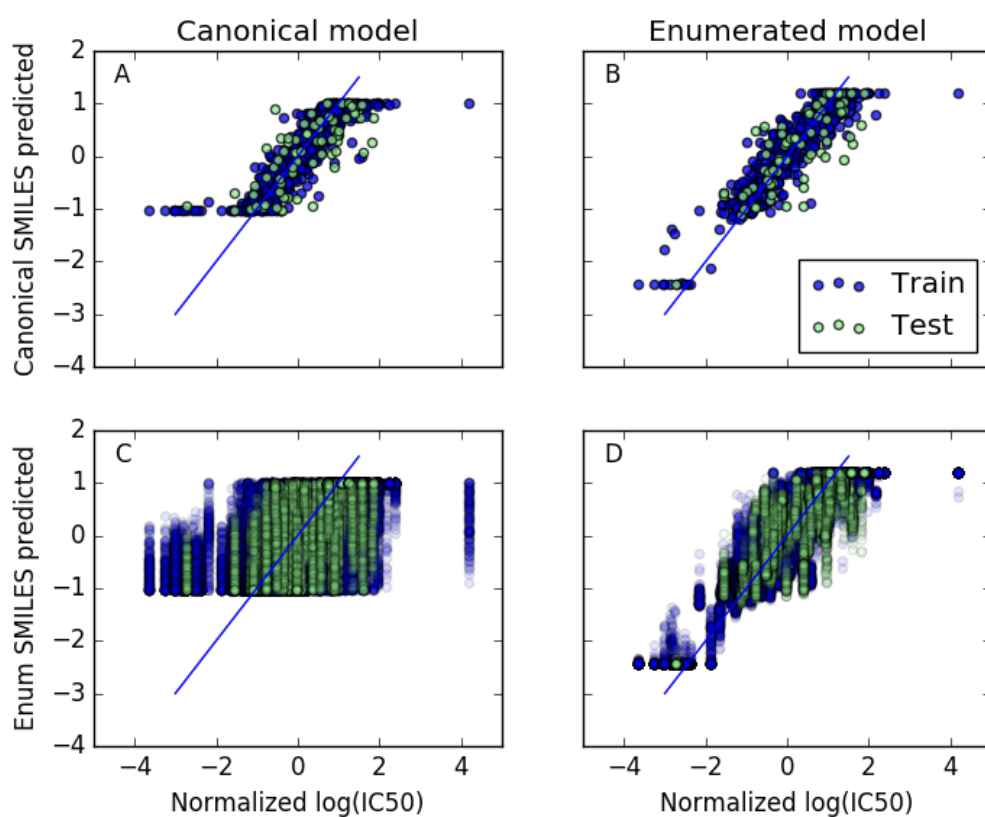 Canonical model
Enumerated model
Canonical SMILES predicted
2
1
0
−1
−2
−3
−4
A
B
Train
Test
Enum SMILES predicted
2
1
0
−1
−2
−3
−4
C
D
−4 −2 0 2 4
−4 −2 0 2 4
Normalized log(IC50)
Normalized log(IC50)